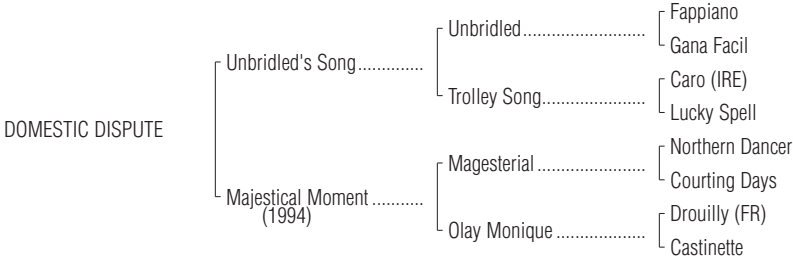 Fappiano
Unbridled..........................
Gana Facil
Unbridled's Song..............
Caro (IRE)
Trolley Song......................
Lucky Spell
DOMESTIC DISPUTE
Northern Dancer
Magesterial .......................
Courting Days
Majestical Moment ...........
(1994)
Drouilly (FR)
Olay Monique ...................
Castinette